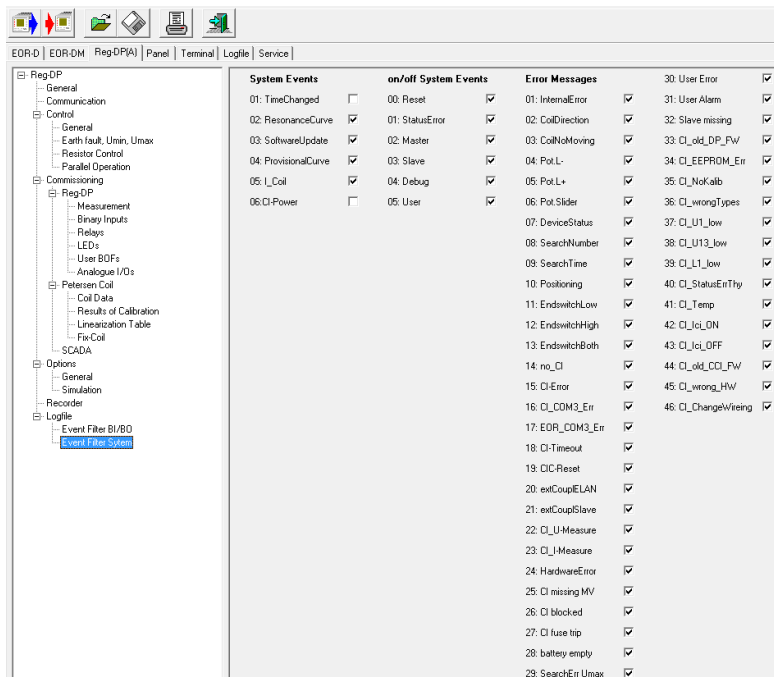 EOR-D EOR-DM Reg-DP(A) Panel Terminal Logfile Service
Reg-DP
General
Communication
Control
General
Earth fault, Umin, Umax
Resistor Control
Parallel Operation
Commissioning
Reg-DP
Measurement
Binary Inputs
Relays
LEDs
User BOFs
Analogue I/Os
Petersen Coil
Coil Data
Results of Calibration
Linearization Table
Fix-Coil
SCADA
Options
General
Simulation
Recorder
Logfile
Event Filter BI/BO
Event Filter Sytem
System Events
01: TimeChanged
02: ResonanceCurve
03: SoftwareUpdate
04: ProvisionalCurve
05: I_Coil
06:CI-Power
on/off System Events
00: Reset
01: StatusError
02: Master
03: Slave
04: Debug
05: User
Error Messages
01: InternalError
02: CoilDirection
03: CoilNoMoving
04: Pot.L-
05: Pot.L+
06: Pot.Slider
07: DeviceStatus
08: SearchNumber
09: SearchTime
10: Positioning
11: EndswitchLow
12: EndswitchHigh
13: EndswitchBoth
14: no_CI
15: CI-Error
16: CI_COM3_Err
17: EOR_COM3_Err
18: CI-Timeout
19: CIC-Reset
20: extCouplELAN
21: extCouplSlave
22: CI_U-Measure
23: CI_I-Measure
24: HardwareError
25: CI missing MV
26: CI blocked
27: CI fuse trip
28: battery empty
29: SearchErr Umax
30: User Error
31: User Alarm
32: Slave missing
33: CI_old_DP_FW
34: CI_EEPROM_Err
35: CI_NoKalib
36: CI_wrongTypes
37: CI_U1_low
38: CI_U13_low
39: CI_L1_low
40: CI_StatusErrThy
41: CI_Temp
42: CI_Ici_ON
43: CI_Ici_OFF
44: CI_old_CCI_FW
45: CI_wrong_HW
46: CI_ChangeWireing